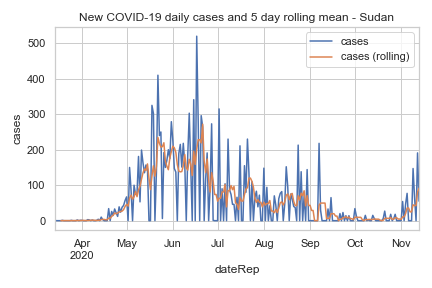 New COVID-19 daily cases and 5 day rolling mean - Sudan
cases
cases (rolling)
500
400
300
200
100
0
cases
Apr
2020
May
Jun
Jul
Aug
Sep
Oct
Nov
dateRep